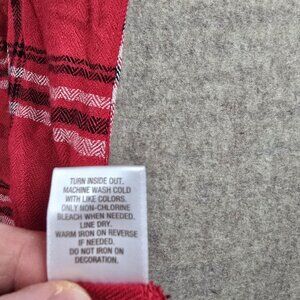 TURN INSIDE OUT.
MACHINE WASH COLD
WITH LIKE COLORS.
ONLY NON-CHLORINE
BLEACH WHEN NEEDED.
LINE DRY.
WARM IRON ON REVERSE
IF NEEDED.
DO NOT IRON ON
DECORATION.